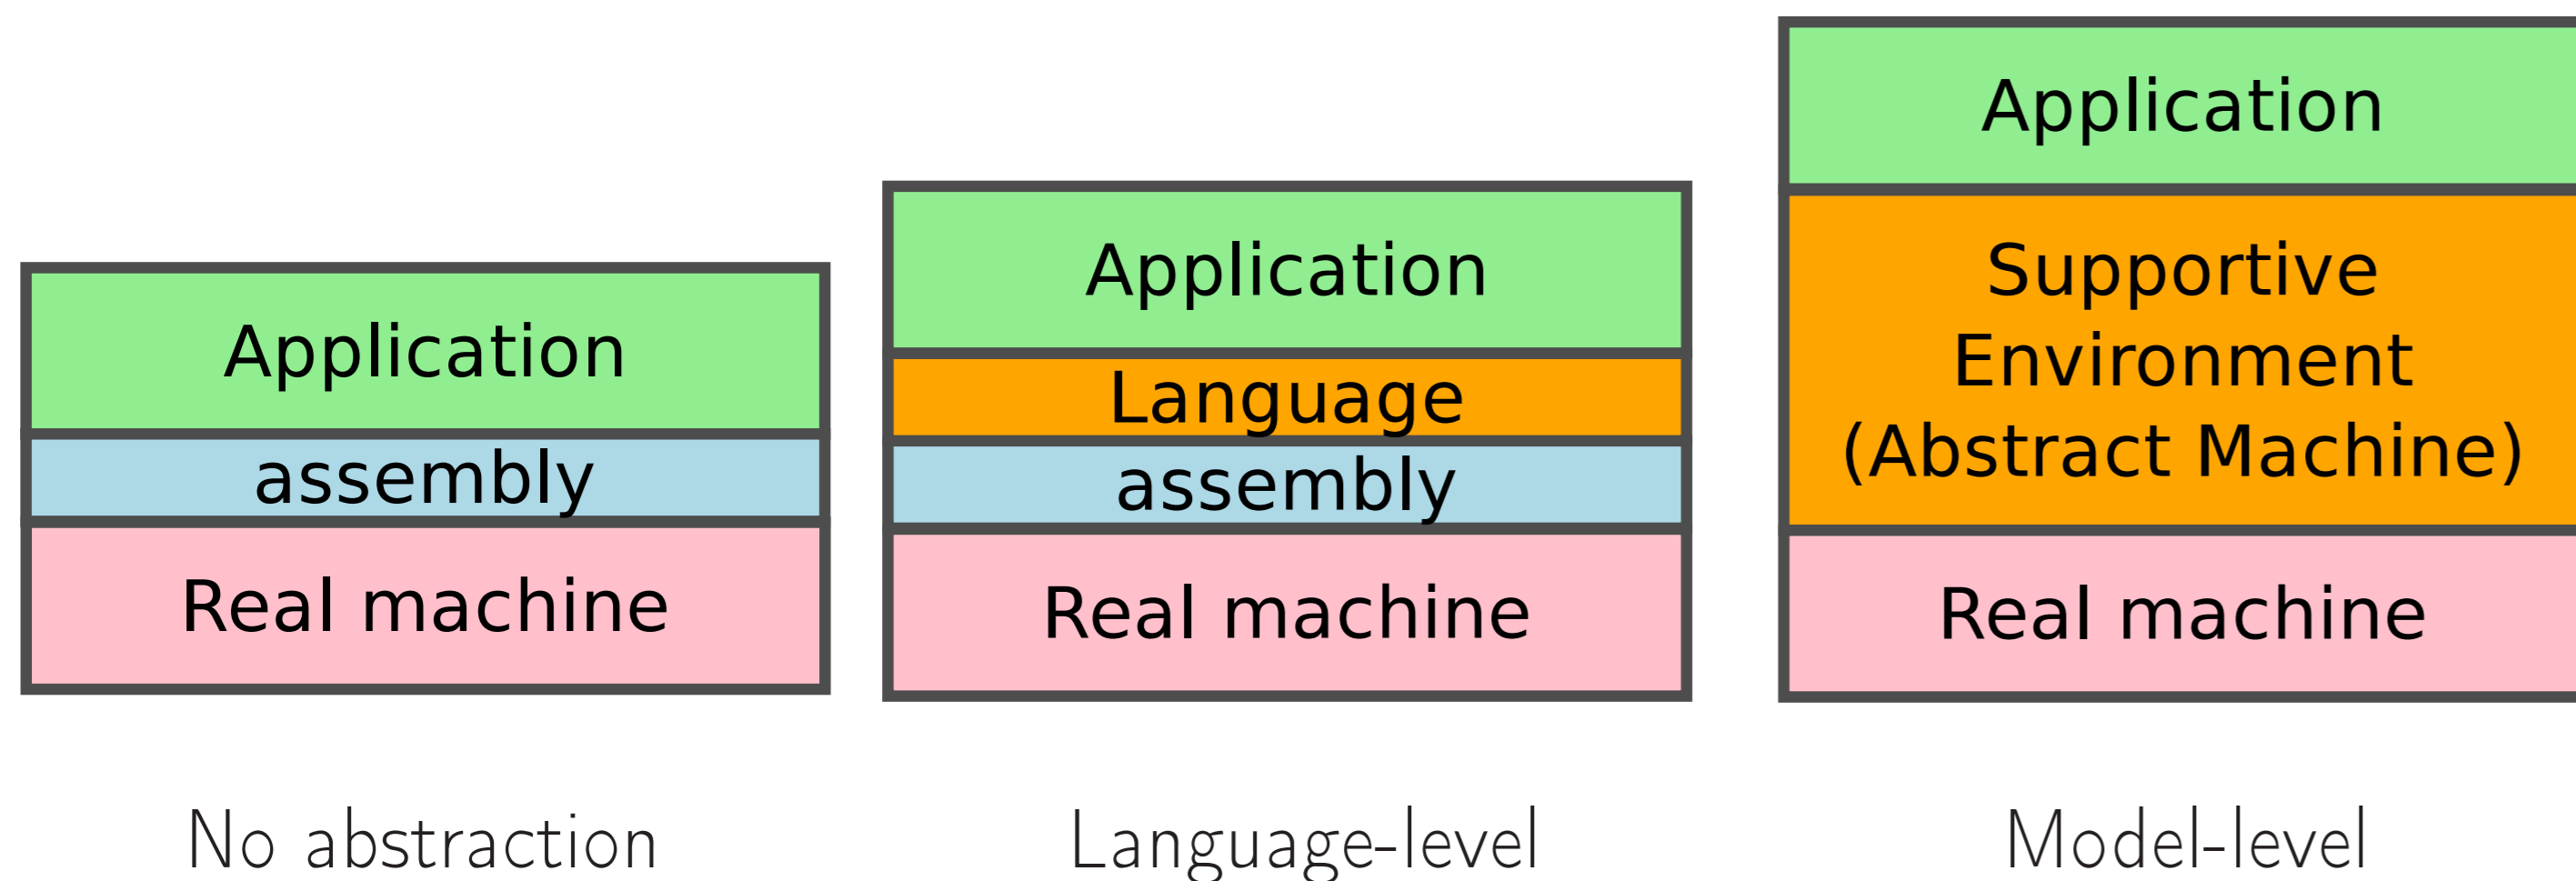 Application
assembly
Real machine
No abstraction
Application
Language
assembly
Real machine
Language-level
Application
Supportive
Environment
(Abstract Machine)
Real machine
Model-level